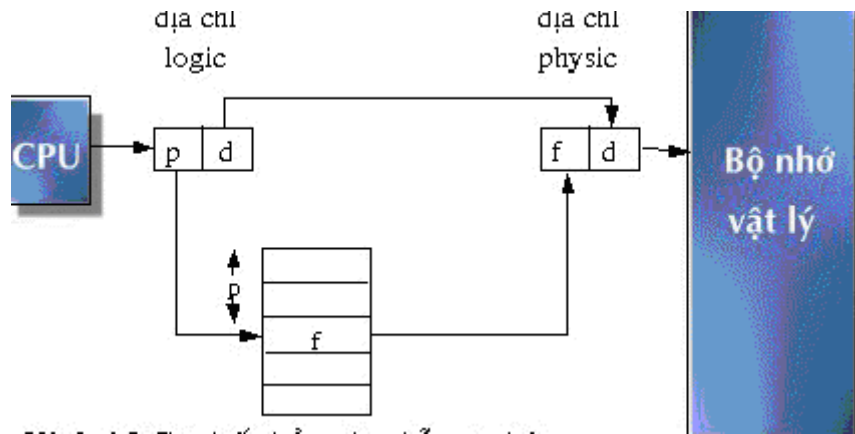 địa chỉ
logic
địa chỉ
physic
CPU
p d
f d
Bộ nhớ
vật lý
p
f